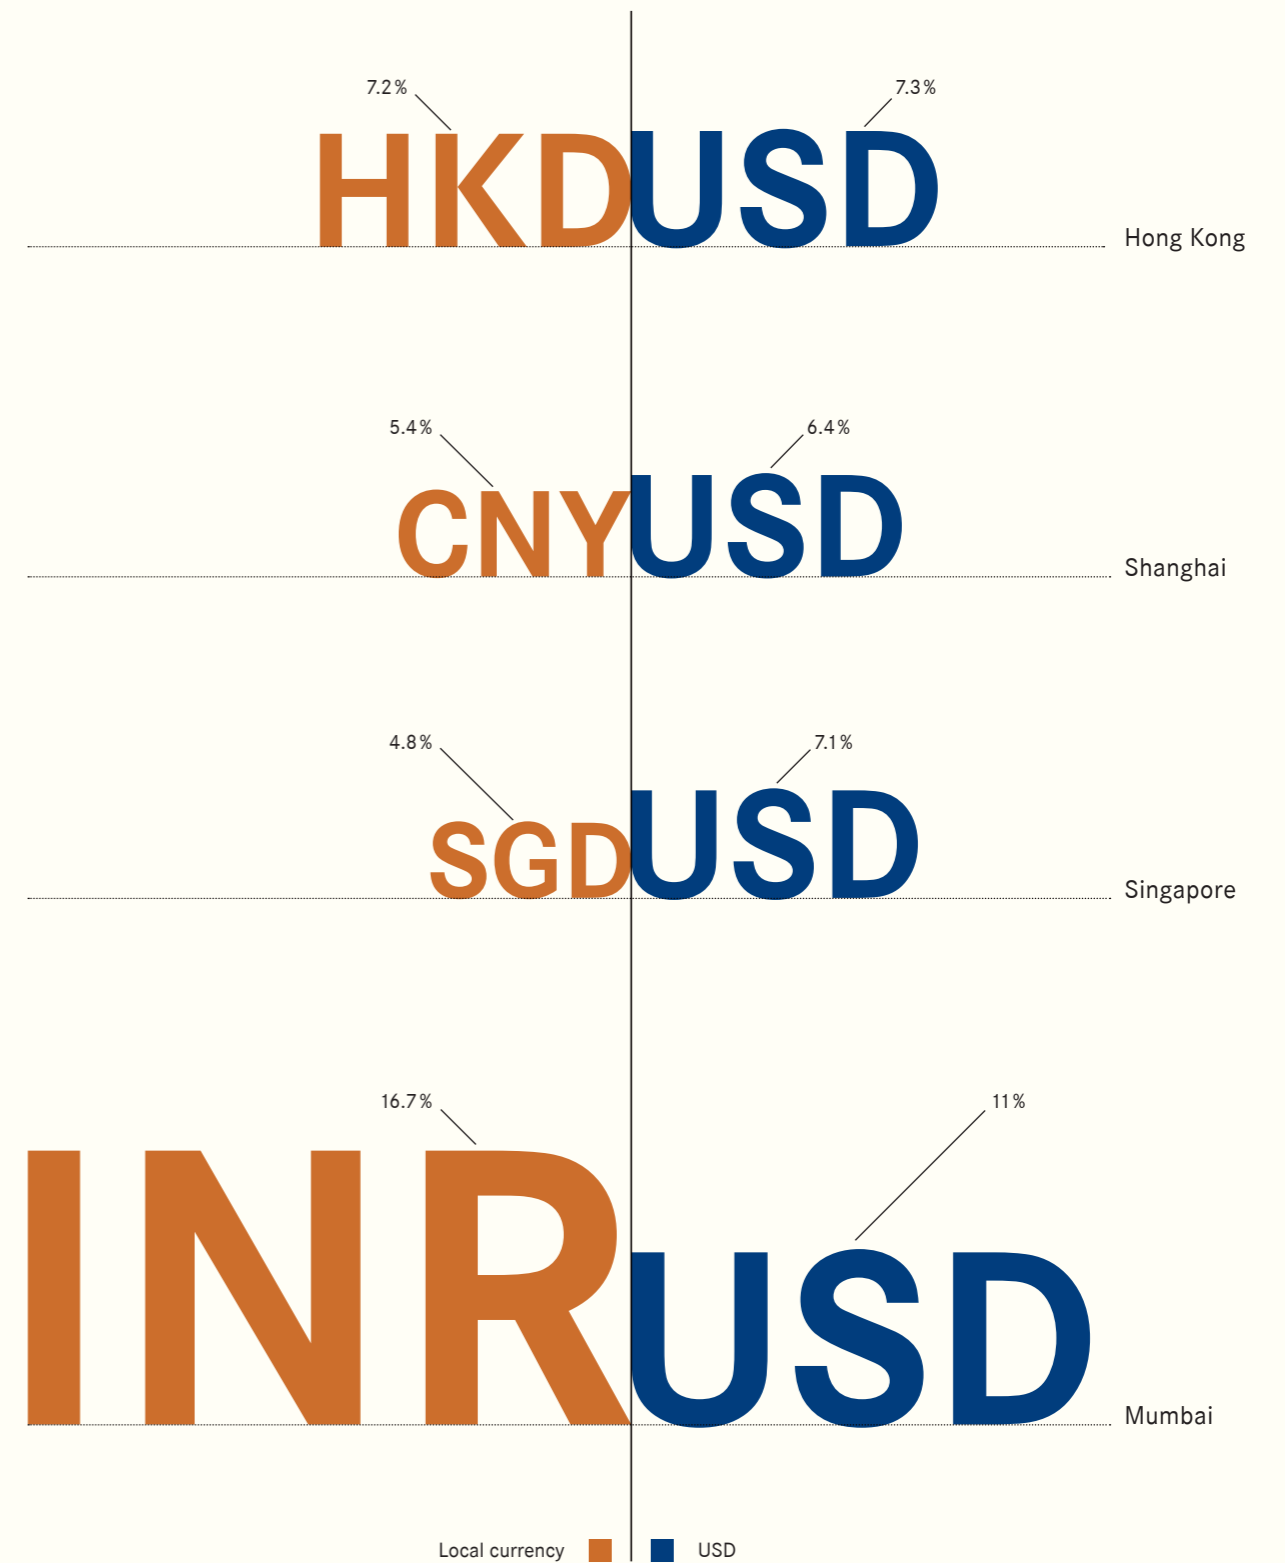 7.2%
7.3%
HKD USD
Hong Kong
5.4%
6.4%
CNY USD
Shanghai
4.8%
7.1%
SGD USD
Singapore
16.7%
11%
INR USD
Mumbai
Local currency
USD